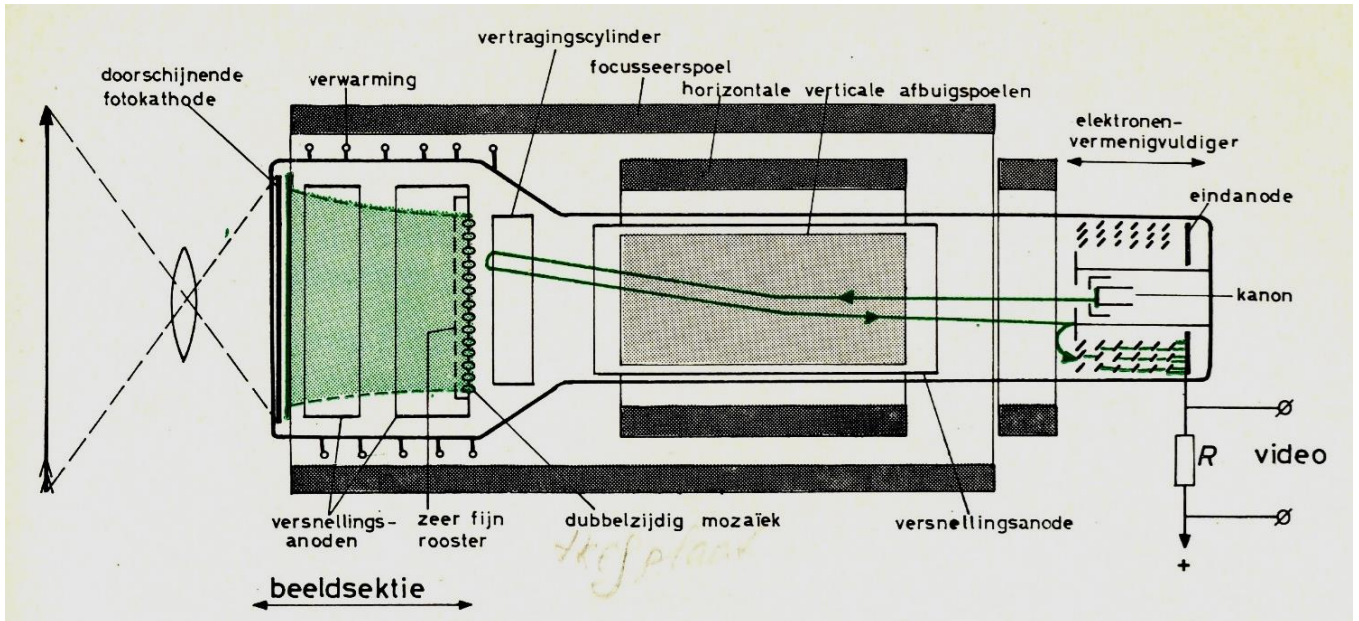 vertragingscylinder
focusseerspoel
horizontale verticale afbuigspoelen
doorschijnende
fotokathode
verwarming
elektronen-
vermenigvuldiger
eindanode
kanon
R video
versnellings-
anoden
zeer fijn
rooster
dubbelzijdig mozaïek
versnellingsanode
+
trefplaat
beeldsektie